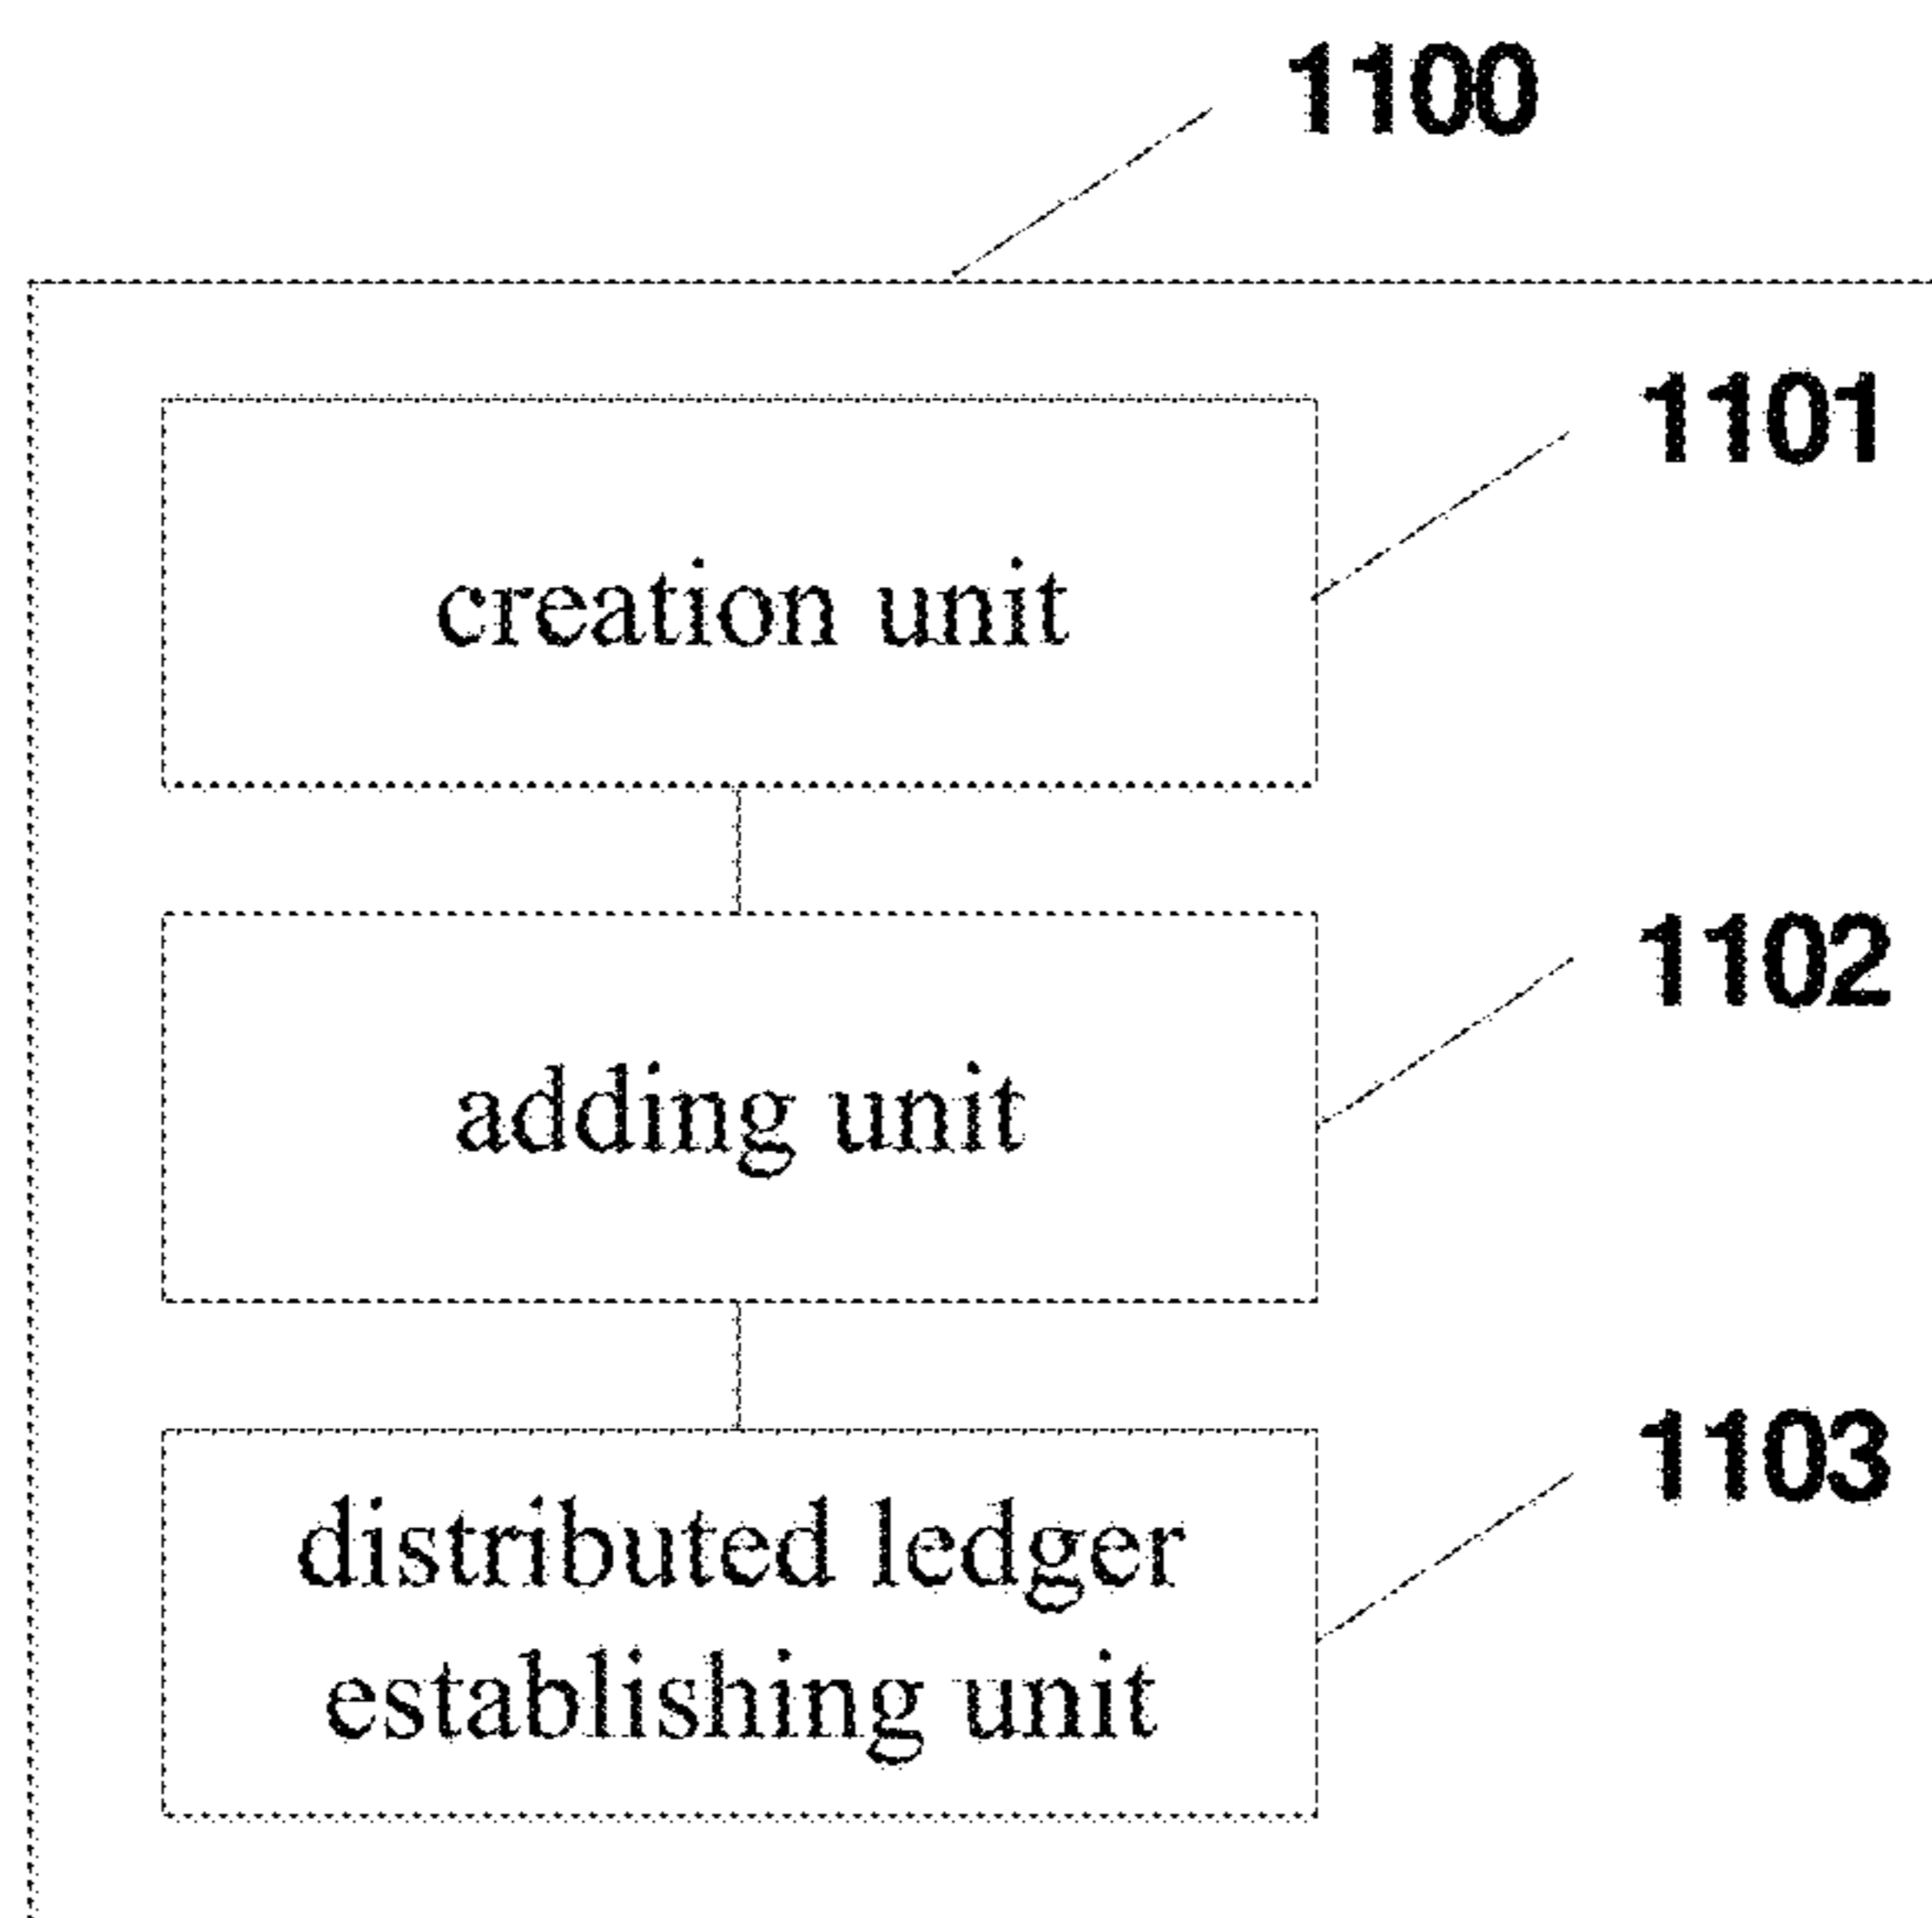 1100
1101
creation unit
1102
adding unit
1103
distributed ledger
establishing unit